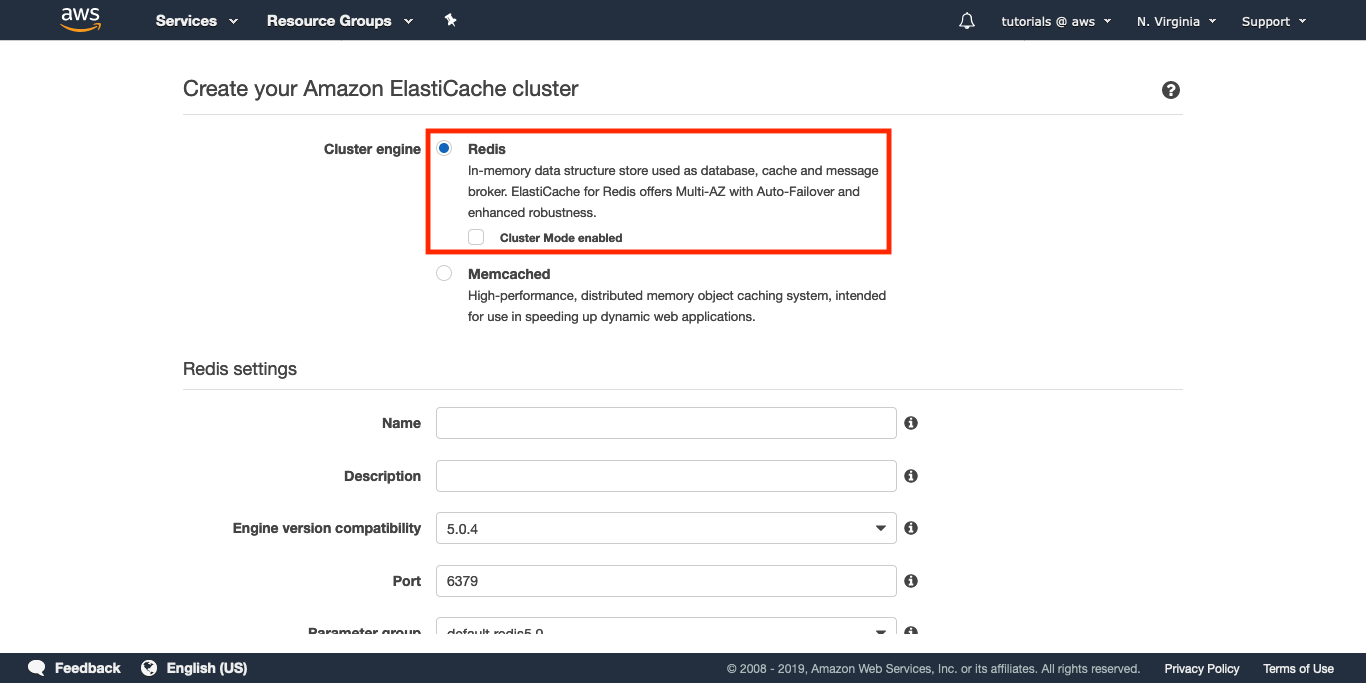 aws Services Resource Groups tutorials @ aws N. Virginia Support
Create your Amazon ElastiCache cluster
Cluster engine Redis
In-memory data structure store used as database, cache and message
broker. ElastiCache for Redis offers Multi-AZ with Auto-Failover and
enhanced robustness.
Cluster Mode enabled
Memcached
High-performance, distributed memory object caching system, intended
for use in speeding up dynamic web applications.
Redis settings
Name
Description
Engine version compatibility 5.0.4
Port 6379
Parameter group default.redis5.0
Feedback English (US) © 2008 - 2019, Amazon Web Services, Inc. or its affiliates. All rights reserved. Privacy Policy Terms of Use